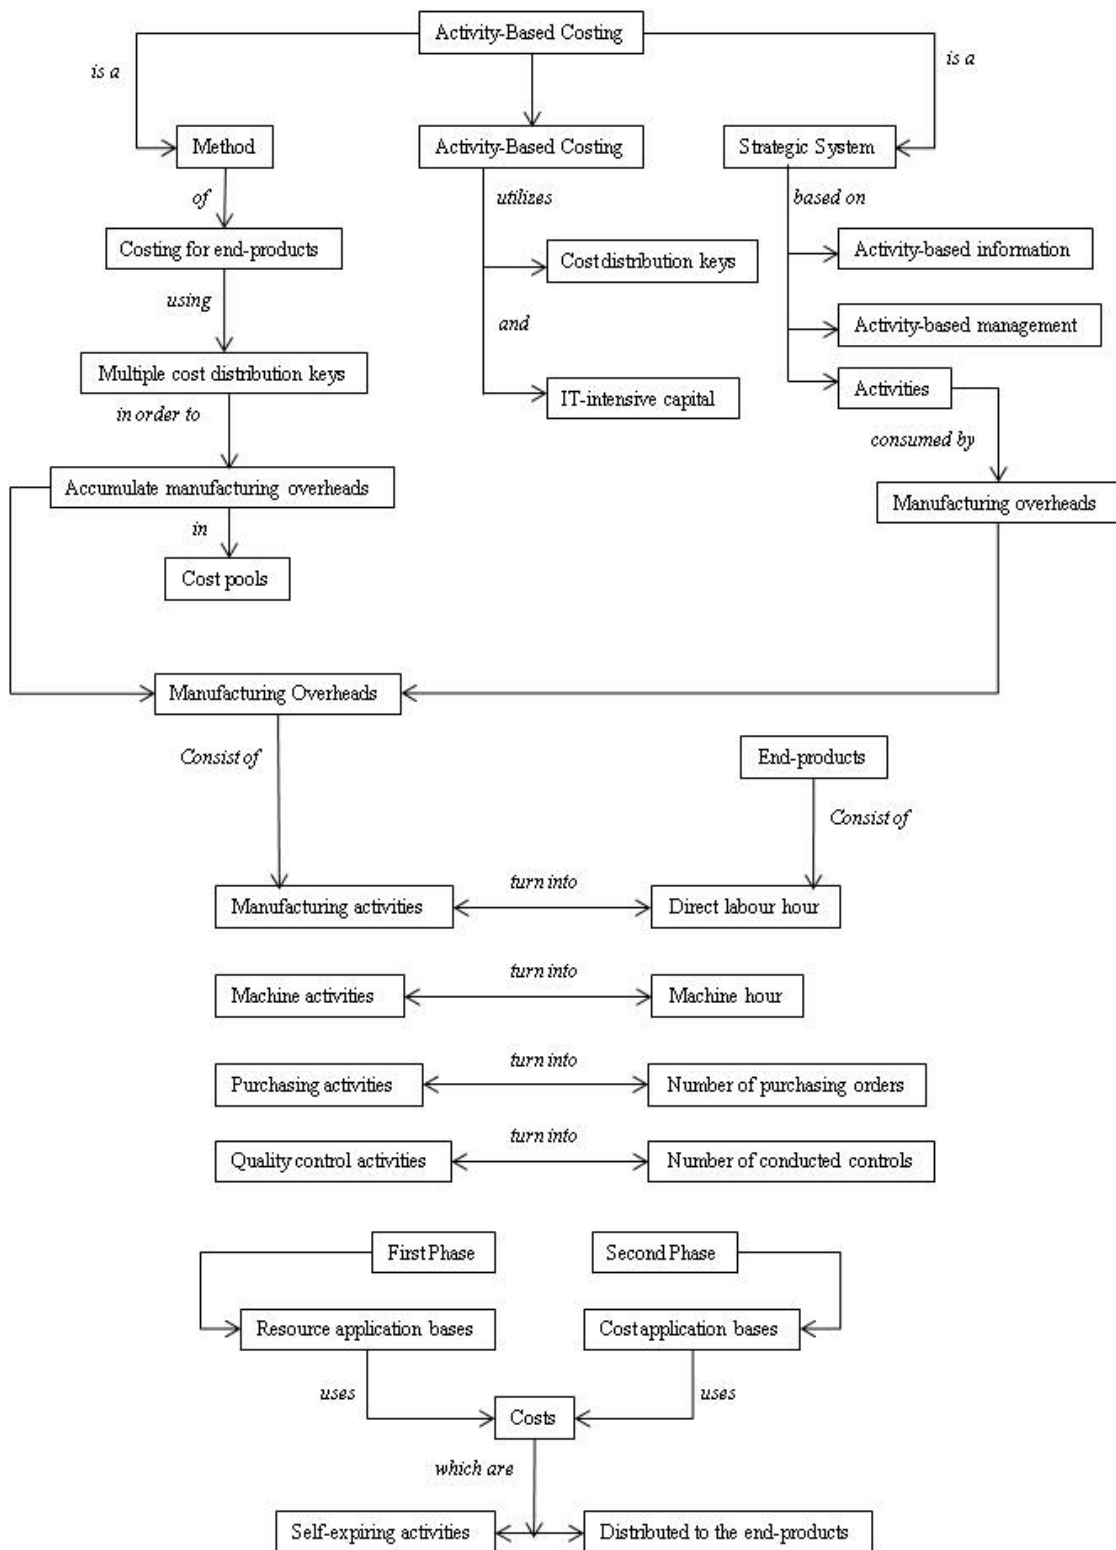 Activity-Based Costing
is a
is a
Method
Activity-Based Costing
Strategic System
of
utilizes
based on
Costing for end-products
Cost distribution keys
Activity-based information
using
and
Activity-based management
Multiple cost distribution keys
IT-intensive capital
Activities
in order to
consumed by
Accumulate manufacturing overheads
Manufacturing overheads
in
Cost pools
Manufacturing Overheads
Consist of
End-products
Consist of
Manufacturing activities
turn into
Direct labour hour
Machine activities
turn into
Machine hour
Purchasing activities
turn into
Number of purchasing orders
Quality control activities
turn into
Number of conducted controls
First Phase
Second Phase
Resource application bases
Cost application bases
uses
uses
Costs
which are
Self-expiring activities
Distributed to the end-products